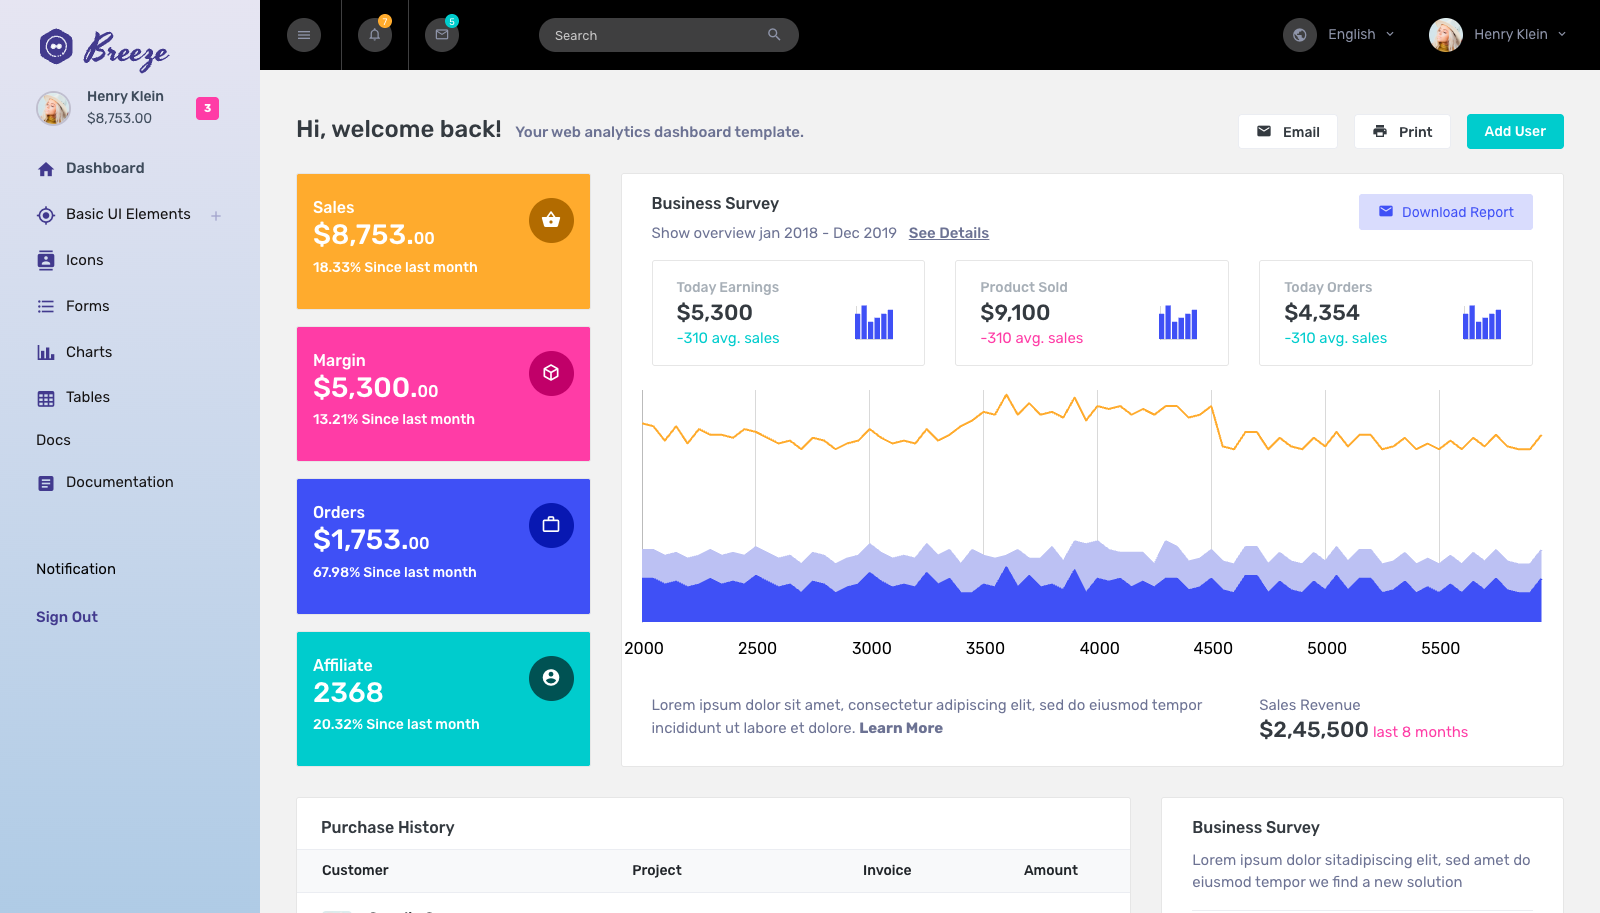 Breeze
Henry Klein
$8,753.00
3
Dashboard
Basic UI Elements
Icons
Forms
Charts
Tables
Docs
Documentation
Notification
Sign Out
7
5
Search
English
Henry Klein
Hi, welcome back! Your web analytics dashboard template.
Email
Print
Add User
Sales
$8,753.00
18.33% Since last month
Margin
$5,300.00
13.21% Since last month
Orders
$1,753.00
67.98% Since last month
Affiliate
2368
20.32% Since last month
Business Survey
Show overview jan 2018 - Dec 2019 See Details
Download Report
Today Earnings
$5,300
-310 avg. sales
Product Sold
$9,100
-310 avg. sales
Today Orders
$4,354
-310 avg. sales
2000 2500 3000 3500 4000 4500 5000 5500
Lorem ipsum dolor sit amet, consectetur adipiscing elit, sed do eiusmod tempor
incididunt ut labore et dolore. Learn More
Sales Revenue
$2,45,500 last 8 months
Purchase History
Customer Project Invoice Amount
Business Survey
Lorem ipsum dolor sitadipiscing elit, sed amet do
eiusmod tempor we find a new solution